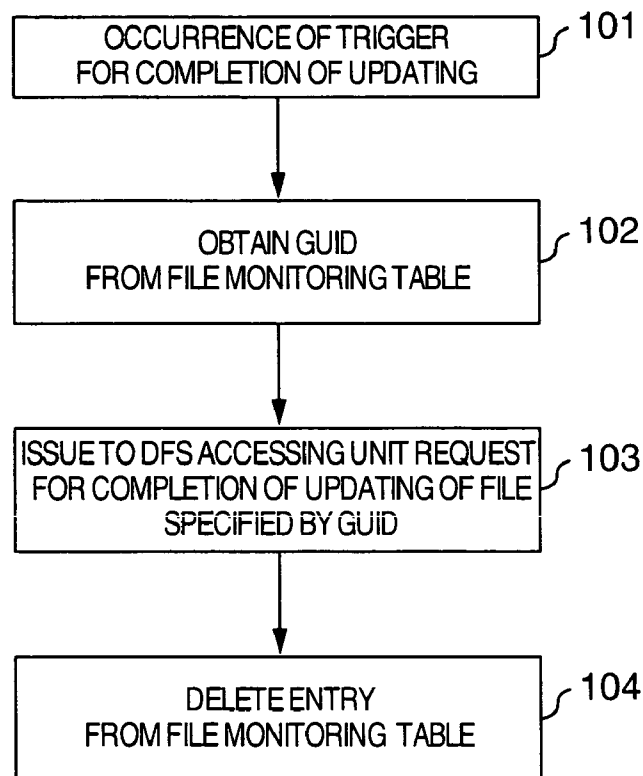 OCCURRENCE OF TRIGGER
FOR COMPLETION OF UPDATING
101
OBTAIN GUID
FROM FILE MONITORING TABLE
102
ISSUE TO DFS ACCESSING UNIT REQUEST
FOR COMPLETION OF UPDATING OF FILE
SPECIFIED BY GUID
103
DELETE ENTRY
FROM FILE MONITORING TABLE
104